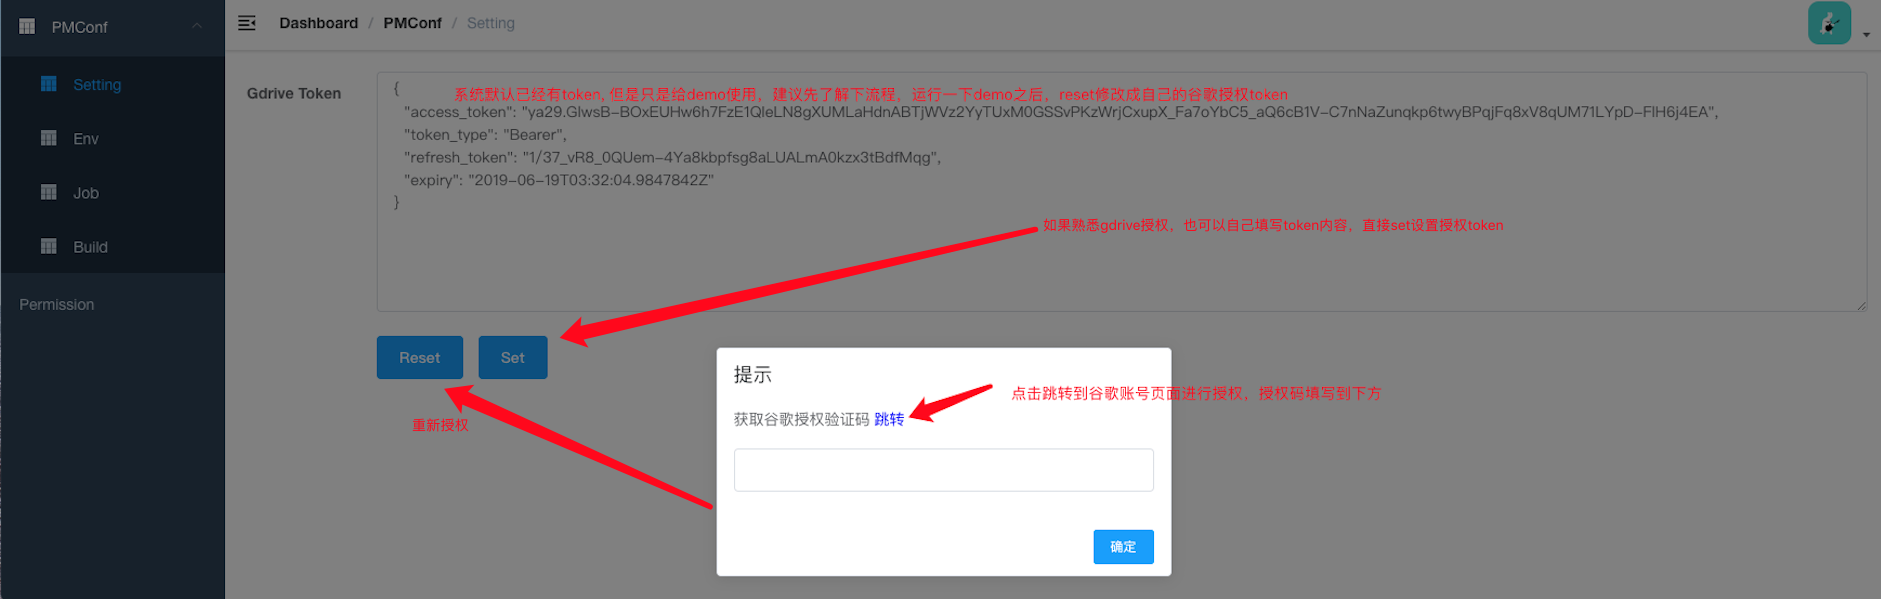 PMConf
Dashboard / PMConf / Setting
Setting
Env
Job
Build
Permission
Gdrive Token
{
系统默认已经有token, 但是只是给demo使用、建议先了解下流程，运行一下demo之后，reset修改成自己的谷歌授权token
"access_token": "ya29.GlwsB-BOxEUHw6h7FzE1QleLN8gXUMLaHdnABTjWVz2YyTUxM0GSSvPKzWrjCxupX_Fa7oYbC5_aQ6cB1V-C7nNaZunqkp6twyBPqjFq8xV8qUM71LYpD-FlH6j4EA",
"token_type": "Bearer",
"refresh_token": "1/37_vR8_0QUem-4Ya8kbpfsg8aLUALmA0kzx3tBdfMqg",
"expiry": "2019-06-19T03:32:04.9847842Z"
}
如果熟悉gdrive授权，也可以自己填写token内容，直接set设置授权token
Reset
Set
重新授权
提示
获取谷歌授权验证码 跳转
点击跳转到谷歌账号页面进行授权，授权码填写到下方
确定